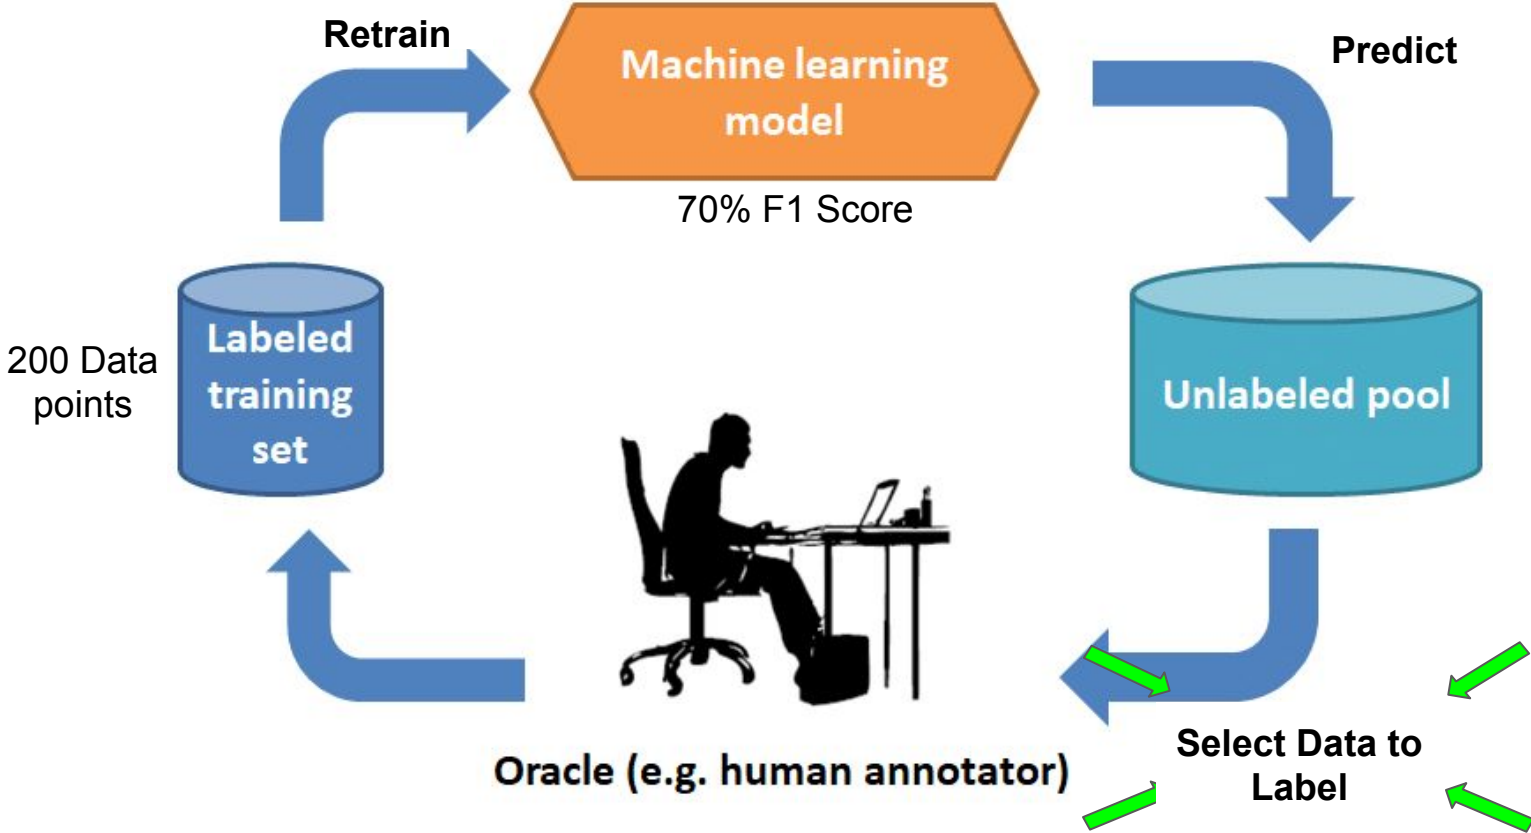 Retrain
Machine learning
model
Predict
70% F1 Score
200 Data
points
Labeled
training
set
Unlabeled pool
Oracle (e.g. human annotator)
Select Data to
Label